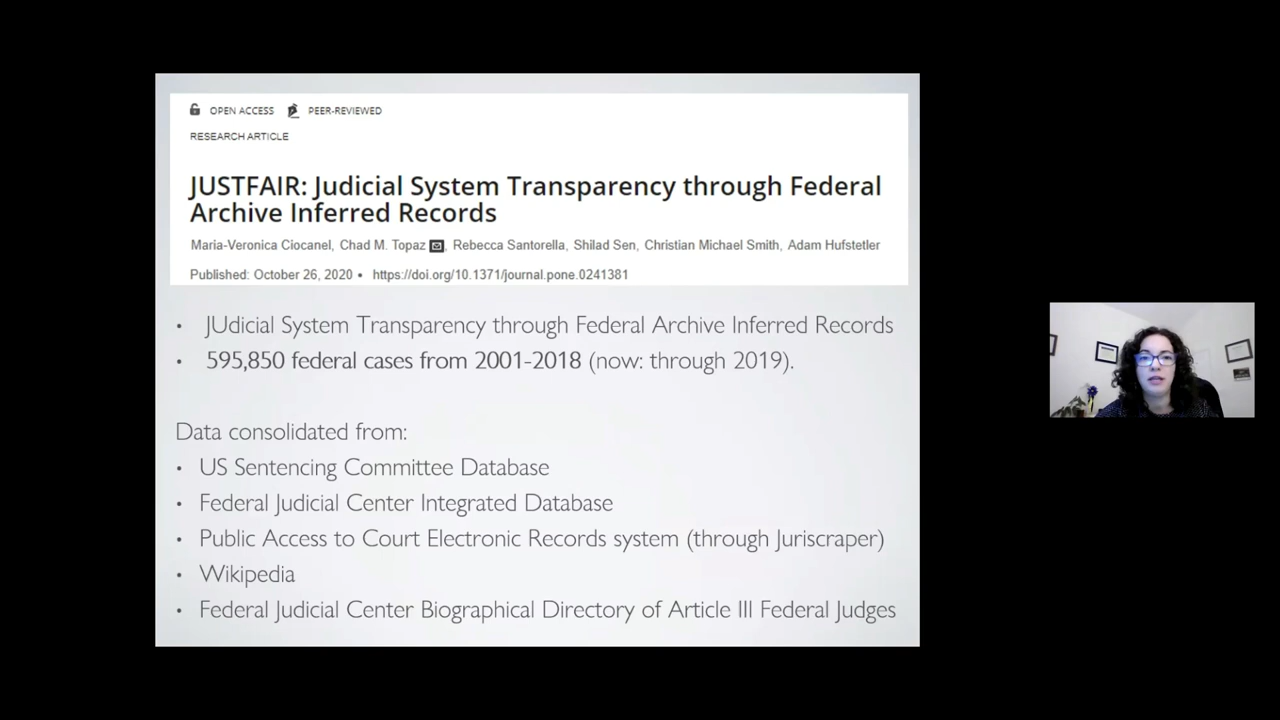 OPEN ACCESS PEER-REVIEWED
RESEARCH ARTICLE
JUSTFAIR: Judicial System Transparency through Federal
Archive Inferred Records
Maria-Veronica Ciocanel, Chad M. Topaz, Rebecca Santorella, Shilad Sen, Christian Michael Smith, Adam Hufstetler
Published: October 26, 2020 • https://doi.org/10.1371/journal.pone.0241381
• JUdicial System Transparency through Federal Archive Inferred Records
• 595,850 federal cases from 2001-2018 (now: through 2019).
Data consolidated from:
• US Sentencing Committee Database
• Federal Judicial Center Integrated Database
• Public Access to Court Electronic Records system (through Juriscraper)
• Wikipedia
• Federal Judicial Center Biographical Directory of Article III Federal Judges